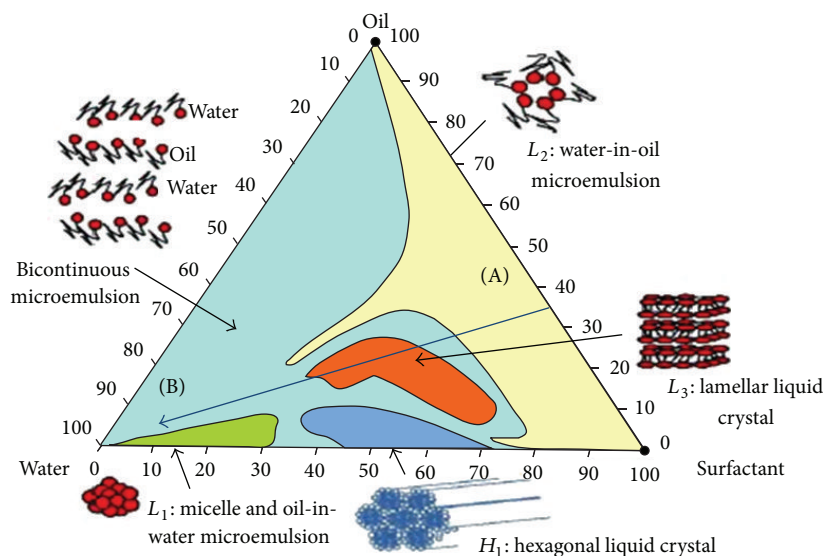 Oil
0 100
10 90
20 80
30 70
40 60
50 50
60 40
70 30
80 20
90 10
100 0
Water
Oil
Water
L2: water-in-oil
microemulsion
Bicontinuous
microemulsion
(A)
(B)
L3: lamellar liquid
crystal
Water 0 10 20 30 40 50 60 70 80 90 100 Surfactant
L1: micelle and oil-in-
water microemulsion
H1: hexagonal liquid crystal